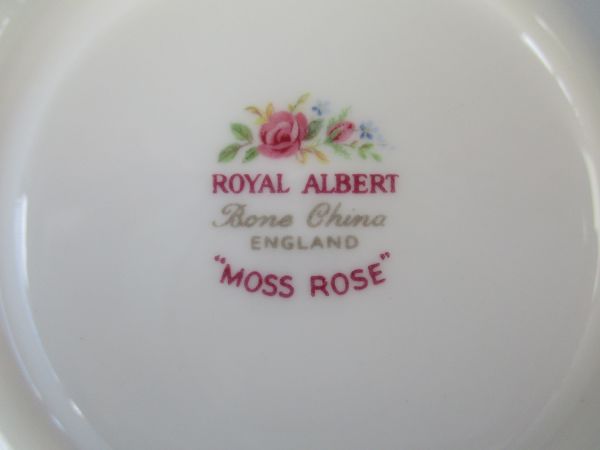 ROYAL ALBERT
Bone China
ENGLAND
"MOSS ROSE"